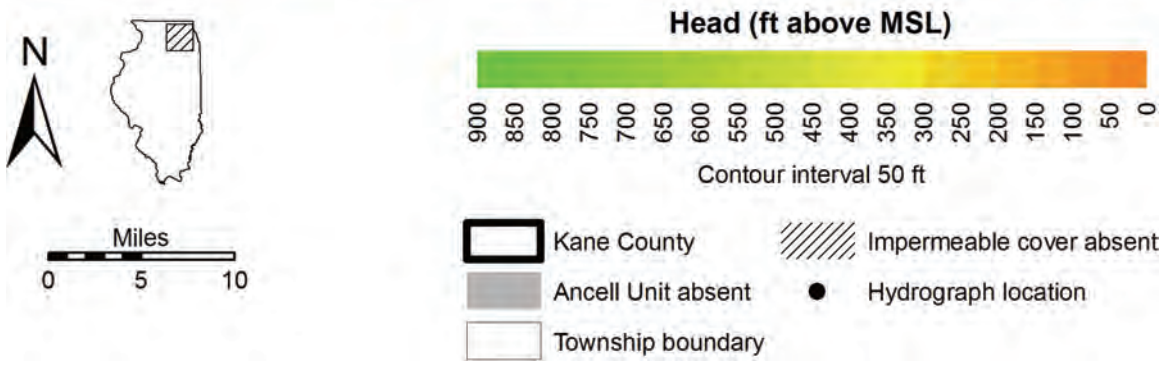 N
Miles
0 5 10
Head (ft above MSL)
900 850 800 750 700 650 600 550 500 450 400 350 300 250 200 150 100 50 0
Contour interval 50 ft
Kane County
Impermeable cover absent
Ancell Unit absent
Hydrograph location
Township boundary